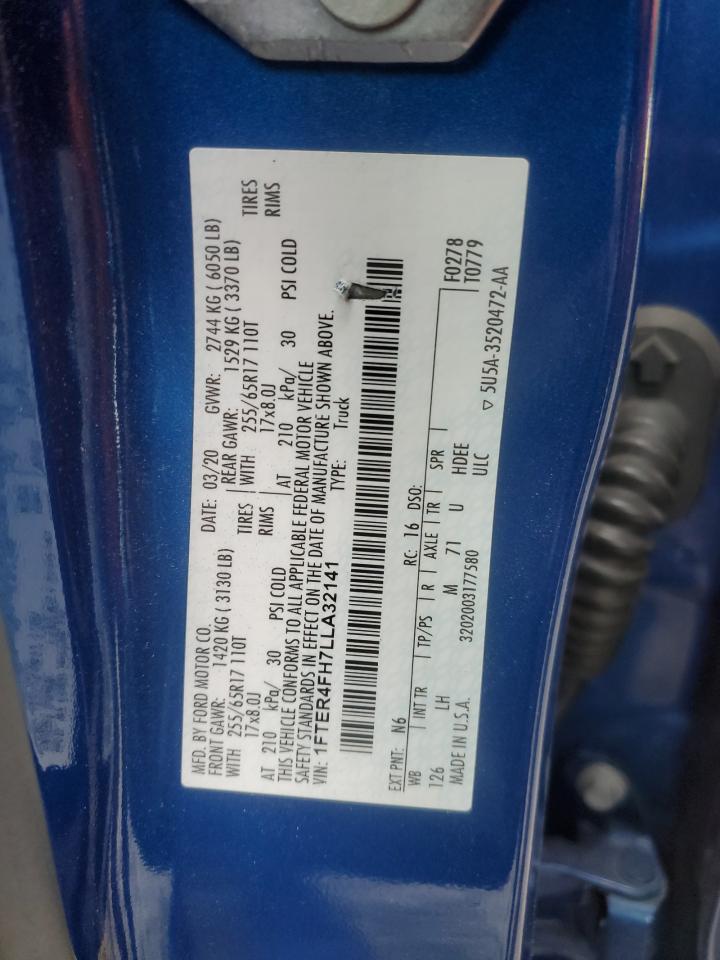 MFD. BY FORD MOTOR CO.
DATE: 03/20 GVWR: 2744 KG ( 6050 LB)
FRONT GAWR: 1420 KG ( 3130 LB) REAR GAWR: 1529 KG ( 3370 LB)
WITH 255/65R17 110T TIRES WITH 255/65R17 110T TIRES
17x8.0J RIMS 17x8.0J RIMS
AT 210 kPa/ 30 PSI COLD AT 210 kPa/ 30 PSI COLD
THIS VEHICLE CONFORMS TO ALL APPLICABLE FEDERAL MOTOR VEHICLE
SAFETY STANDARDS IN EFFECT ON THE DATE OF MANUFACTURE SHOWN ABOVE.
VIN: 1FTER4FH7LLA32141 TYPE: Truck
EXT PNT: N6 RC: 16 DSO: F0278
WB INT TR TP/PS R AXLE TR SPR T0779
126 LH M 71 U HDEE
MADE IN U.S.A. 3202003177580 ULC
▽ 5U5A-3520472-AA